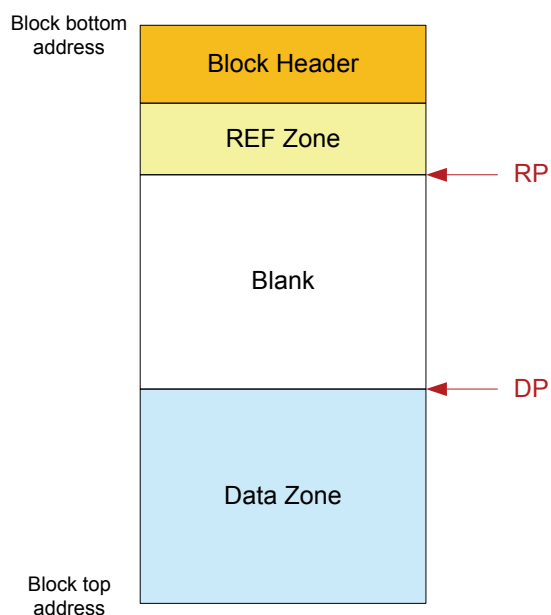 Block bottom
address
Block Header
REF Zone
RP
Blank
DP
Data Zone
Block top
address